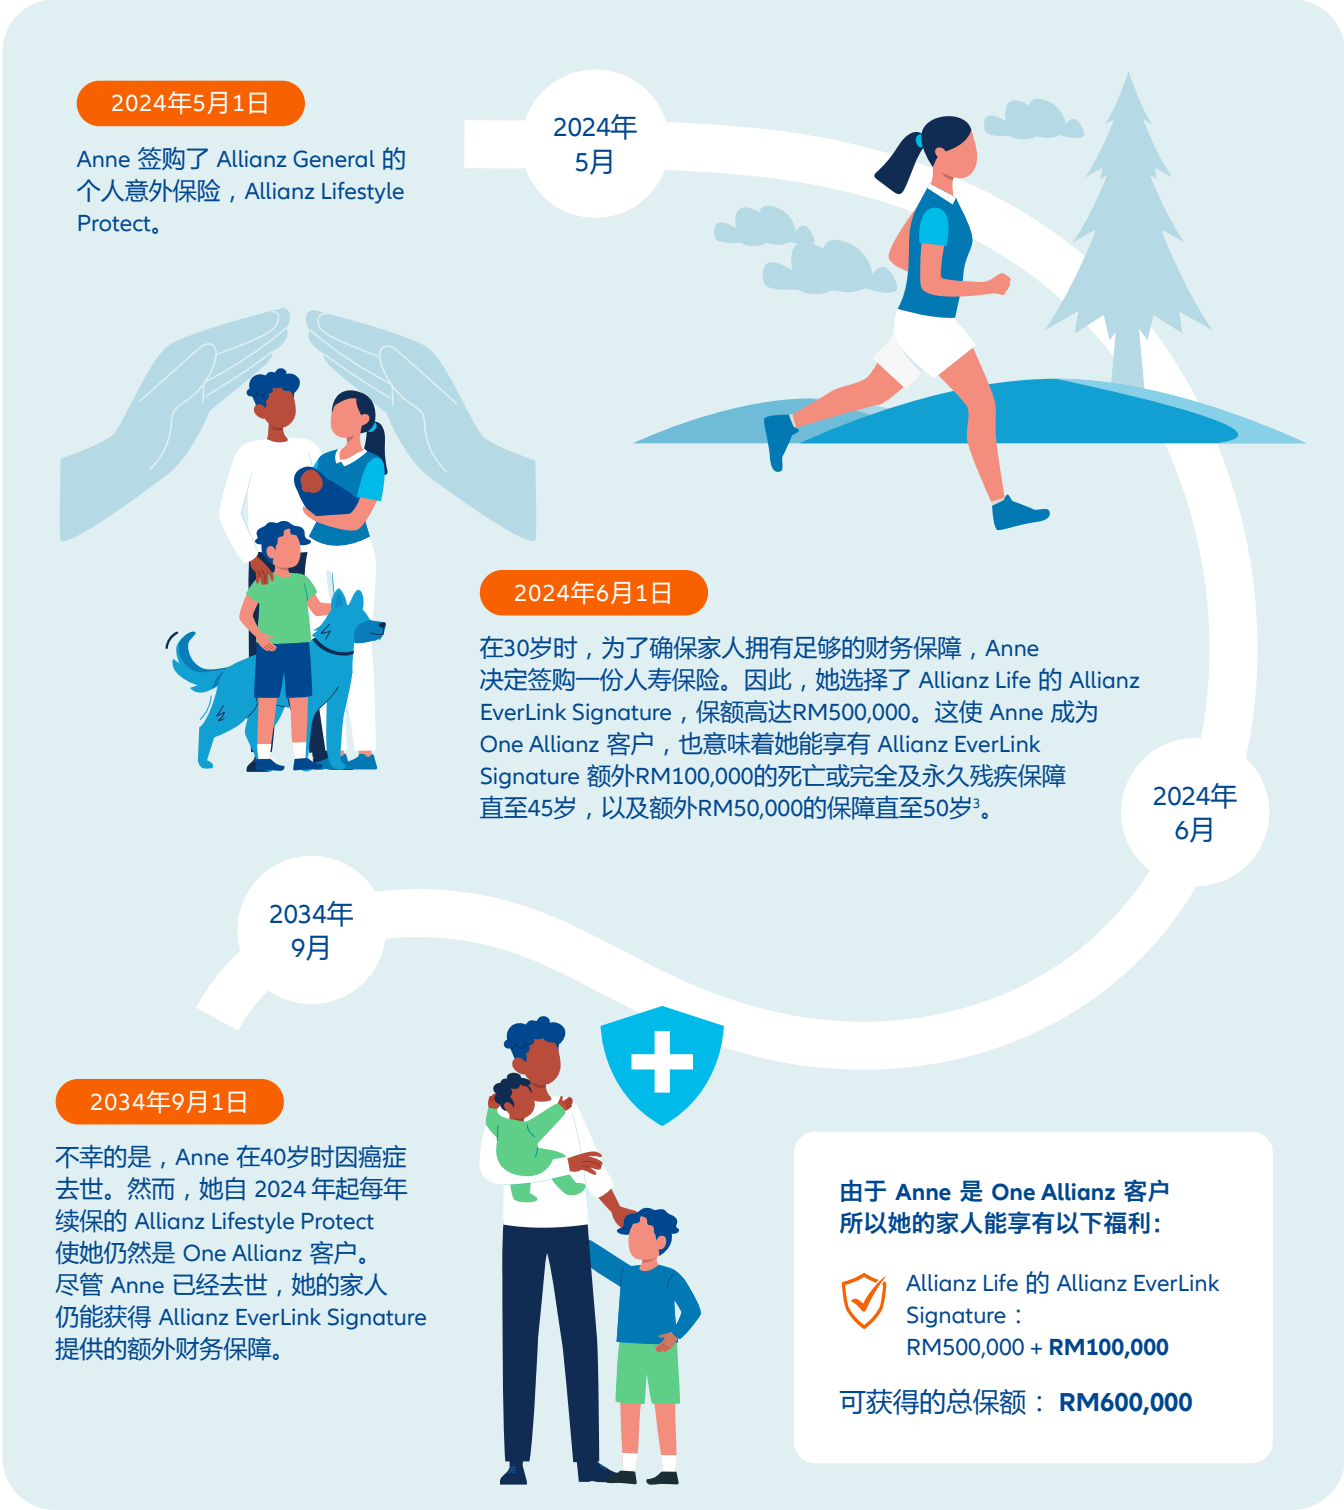 2024年5月1日
Anne 签购了 Allianz General 的
个人意外保险，Allianz Lifestyle
Protect。
2024年
5月
2024年6月1日
在30岁时，为了确保家人拥有足够的财务保障，Anne
决定签购一份人寿保险。因此，她选择了 Allianz Life 的 Allianz
EverLink Signature，保额高达RM500,000。这使 Anne 成为
One Allianz 客户，也意味着她能享有 Allianz EverLink
Signature 额外RM100,000的死亡或完全及永久残疾保障
直至45岁，以及额外RM50,000的保障直至50岁³。
2024年
6月
2034年
9月
2034年9月1日
不幸的是，Anne 在40岁时因癌症
去世。然而，她自 2024 年起每年
续保的 Allianz Lifestyle Protect
使她仍然是 One Allianz 客户。
尽管 Anne 已经去世，她的家人
仍能获得 Allianz EverLink Signature
提供的额外财务保障。
由于 Anne 是 One Allianz 客户
所以她的家人能享有以下福利：
Allianz Life 的 Allianz EverLink
Signature：
RM500,000 + RM100,000
可获得的总保额：RM600,000